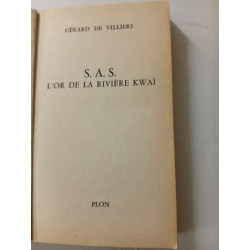 GÉRARD DE VILLIERS
S. A. S.
L'OR DE LA RIVIÈRE KWAÏ
PLON